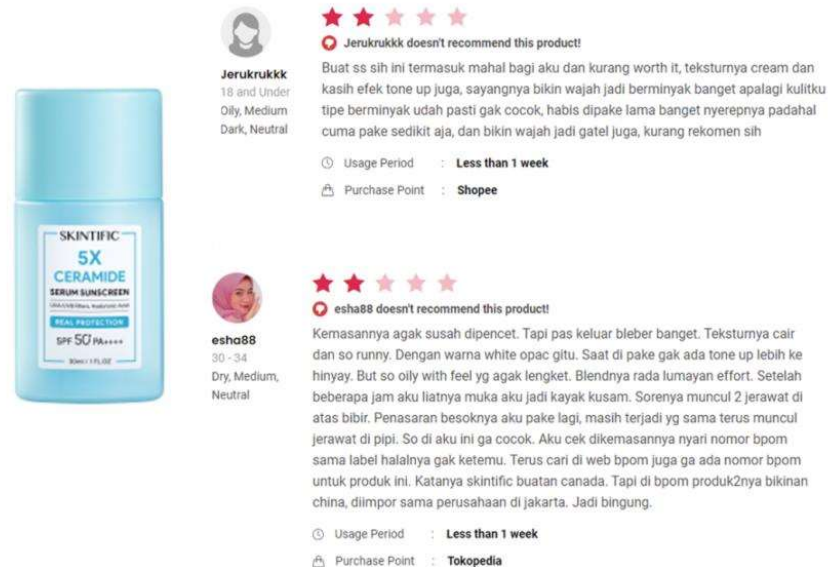 Jerukrukkk doesn't recommend this product!
Jerukrukkk
18 and Under
Oily, Medium
Dark, Neutral
Buat ss sih ini termasuk mahal bagi aku dan kurang worth it, teksturnya cream dan
kasih efek tone up juga, sayangnya bikin wajah jadi berminyak banget apalagi kulitku
tipe berminyak udah pasti gak cocok, habis dipake lama banget nyerepnya padahal
cuma pake sedikit aja, dan bikin wajah jadi gatel juga, kurang rekomen sih
Usage Period : Less than 1 week
Purchase Point : Shopee
SKINTIFIC
5X
CERAMIDE
SERUM SUNSCREEN
REAL PROTECTION
SPF 50 PA++++
30ml / 1 FL.OZ
esha88 doesn't recommend this product!
esha88
30 - 34
Dry, Medium,
Neutral
Kemasannya agak susah dipencet. Tapi pas keluar bleber banget. Teksturnya cair
dan so runny. Dengan warna white opac gitu. Saat di pake gak ada tone up lebih ke
hinyay. But so oily with feel yg agak lengket. Blendnya rada lumayan effort. Setelah
beberapa jam aku liatnya muka aku jadi kayak kusam. Sorenya muncul 2 jerawat di
atas bibir. Penasaran besoknya aku pake lagi, masih terjadi yg sama terus muncul
jerawat di pipi. So di aku ini ga cocok. Aku cek dikemasannya nyari nomor bpom
sama label halalnya gak ketemu. Terus cari di web bpom juga ga ada nomor bpom
untuk produk ini. Katanya skintific buatan canada. Tapi di bpom produk2nya bikinan
china, diimpor sama perusahaan di jakarta. Jadi bingung.
Usage Period : Less than 1 week
Purchase Point : Tokopedia